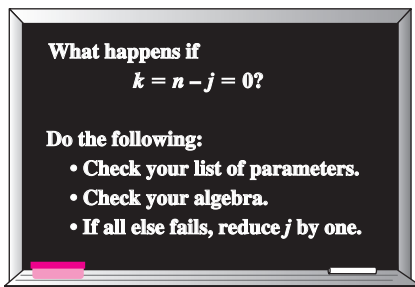 What happens if
k = n – j = 0?
Do the following:
• Check your list of parameters.
• Check your algebra.
• If all else fails, reduce j by one.